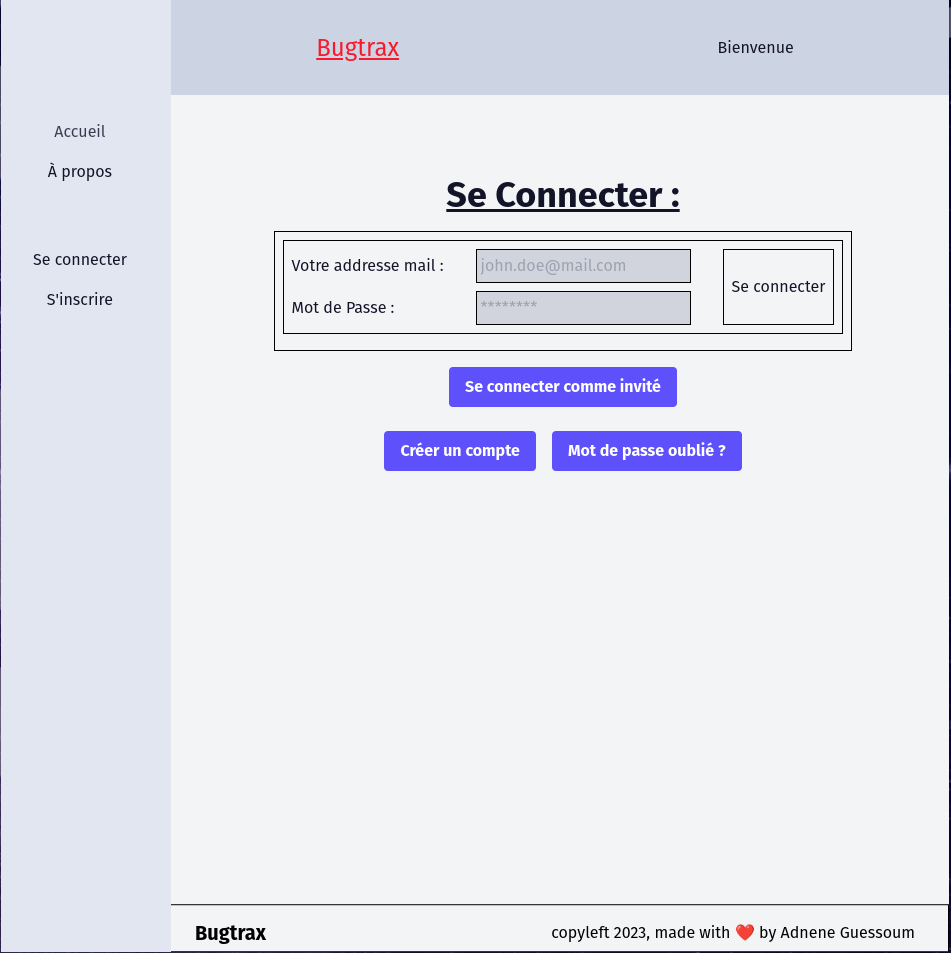 Bugtrax
Bienvenue
Accueil
À propos
Se connecter
S'inscrire
Se Connecter :
Votre addresse mail :
john.doe@mail.com
Mot de Passe :
********
Se connecter
Se connecter comme invité
Créer un compte
Mot de passe oublié ?
Bugtrax
copyleft 2023, made with ❤️ by Adnene Guessoum